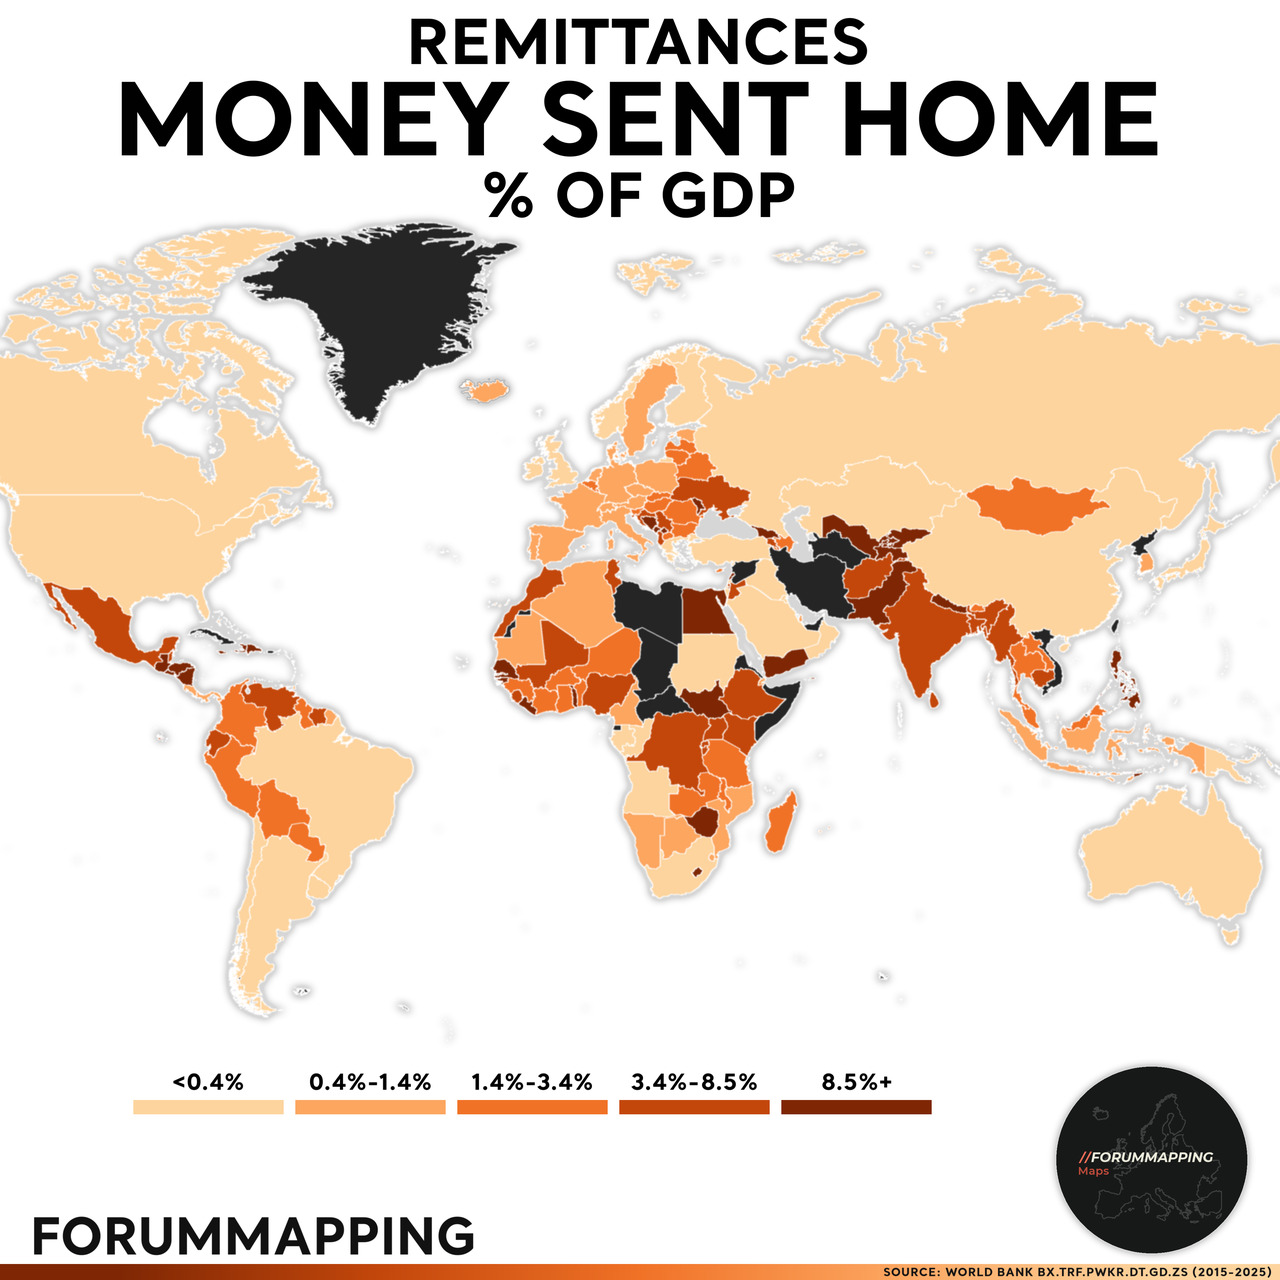 REMITTANCES
MONEY SENT HOME
% OF GDP
<0.4% 0.4%-1.4% 1.4%-3.4% 3.4%-8.5% 8.5%+
//FORUMMAPPING
Maps
FORUMMAPPING
SOURCE: WORLD BANK BX.TRF.PWKR.DT.GD.ZS (2015-2025)